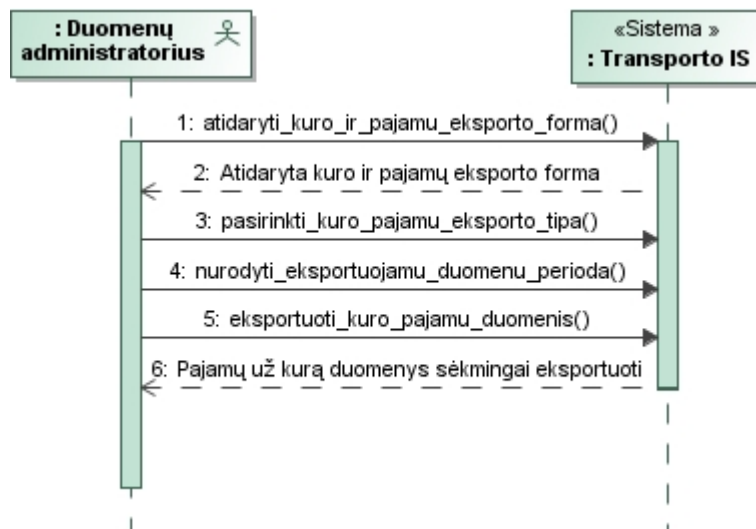 : Duomenų
administratorius
«Sistema »
: Transporto IS
1: atidaryti_kuro_ir_pajamu_eksporto_forma()
2: Atidaryta kuro ir pajamų eksporto forma
3: pasirinkti_kuro_pajamu_eksporto_tipa()
4: nurodyti_eksportuojamu_duomenu_perioda()
5: eksportuoti_kuro_pajamu_duomenis()
6: Pajamų už kurą duomenys sėkmingai eksportuoti